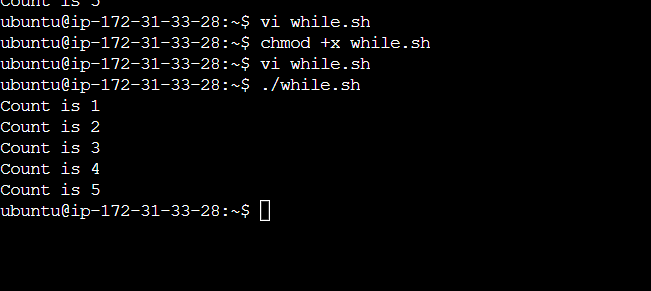 Count is 5
ubuntu@ip-172-31-33-28:~$ vi while.sh
ubuntu@ip-172-31-33-28:~$ chmod +x while.sh
ubuntu@ip-172-31-33-28:~$ vi while.sh
ubuntu@ip-172-31-33-28:~$ ./while.sh
Count is 1
Count is 2
Count is 3
Count is 4
Count is 5
ubuntu@ip-172-31-33-28:~$